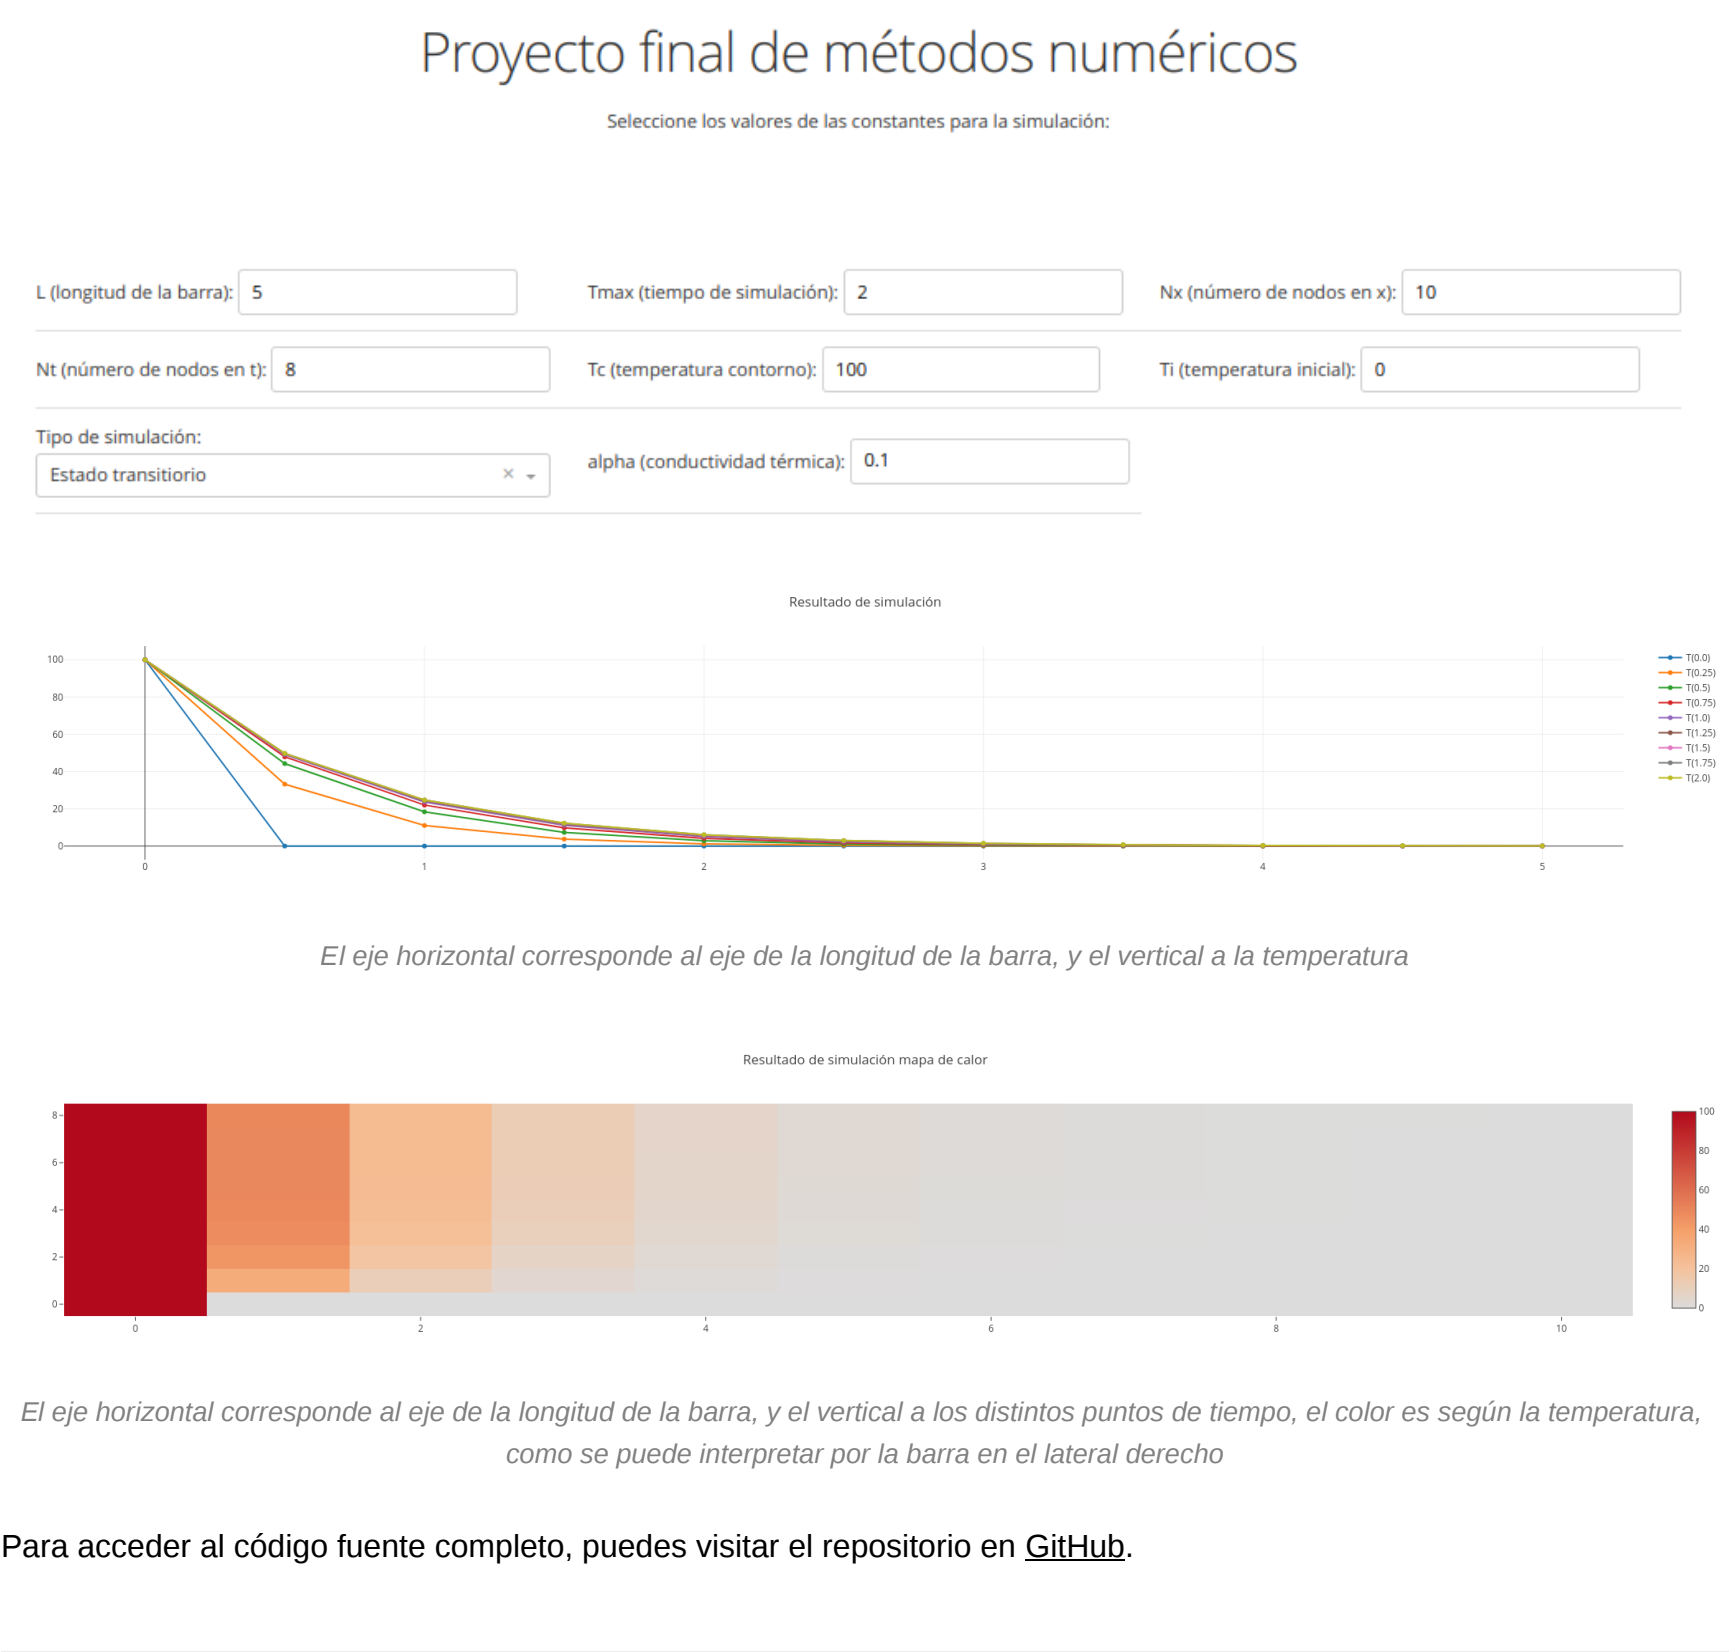 Proyecto final de métodos numéricos
Seleccione los valores de las constantes para la simulación:
L (longitud de la barra): 5 Tmax (tiempo de simulación): 2 Nx (número de nodos en x): 10
Nt (número de nodos en t): 8 Tc (temperatura contorno): 100 Ti (temperatura inicial): 0
Tipo de simulación:
Estado transitiorio × alpha (conductividad térmica): 0.1
Resultado de simulación
100
80
60
40
20
0
0 1 2 3 4 5
T(0.0)
T(0.25)
T(0.5)
T(0.75)
T(1.0)
T(1.25)
T(1.5)
T(1.75)
T(2.0)
El eje horizontal corresponde al eje de la longitud de la barra, y el vertical a la temperatura
Resultado de simulación mapa de calor
8
6
4
2
0
0 2 4 6 8 10
100
80
60
40
20
0
El eje horizontal corresponde al eje de la longitud de la barra, y el vertical a los distintos puntos de tiempo, el color es según la temperatura,
como se puede interpretar por la barra en el lateral derecho
Para acceder al código fuente completo, puedes visitar el repositorio en GitHub.